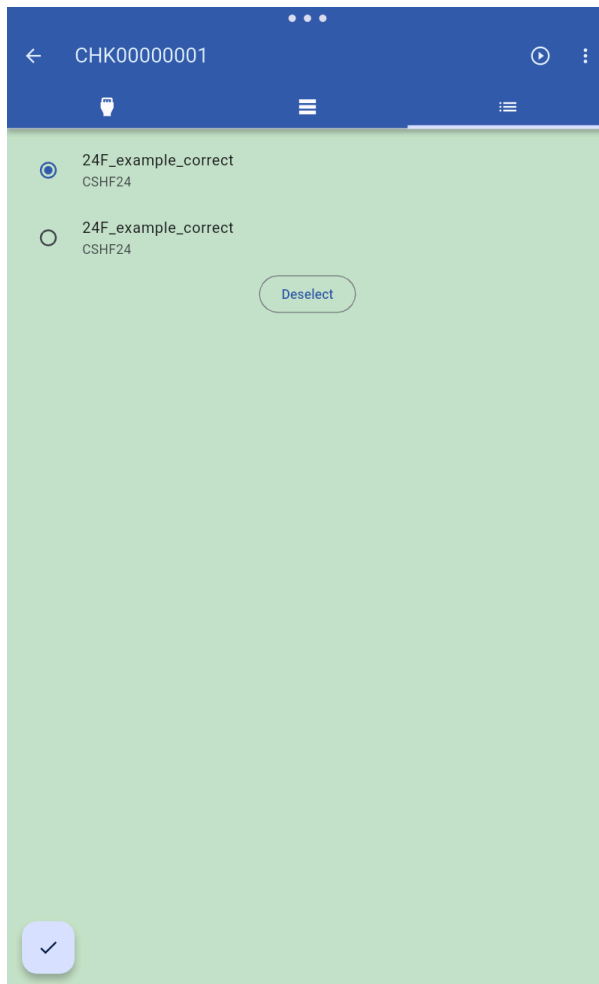 CHK00000001
24F_example_correct
CSHF24
24F_example_correct
CSHF24
Deselect